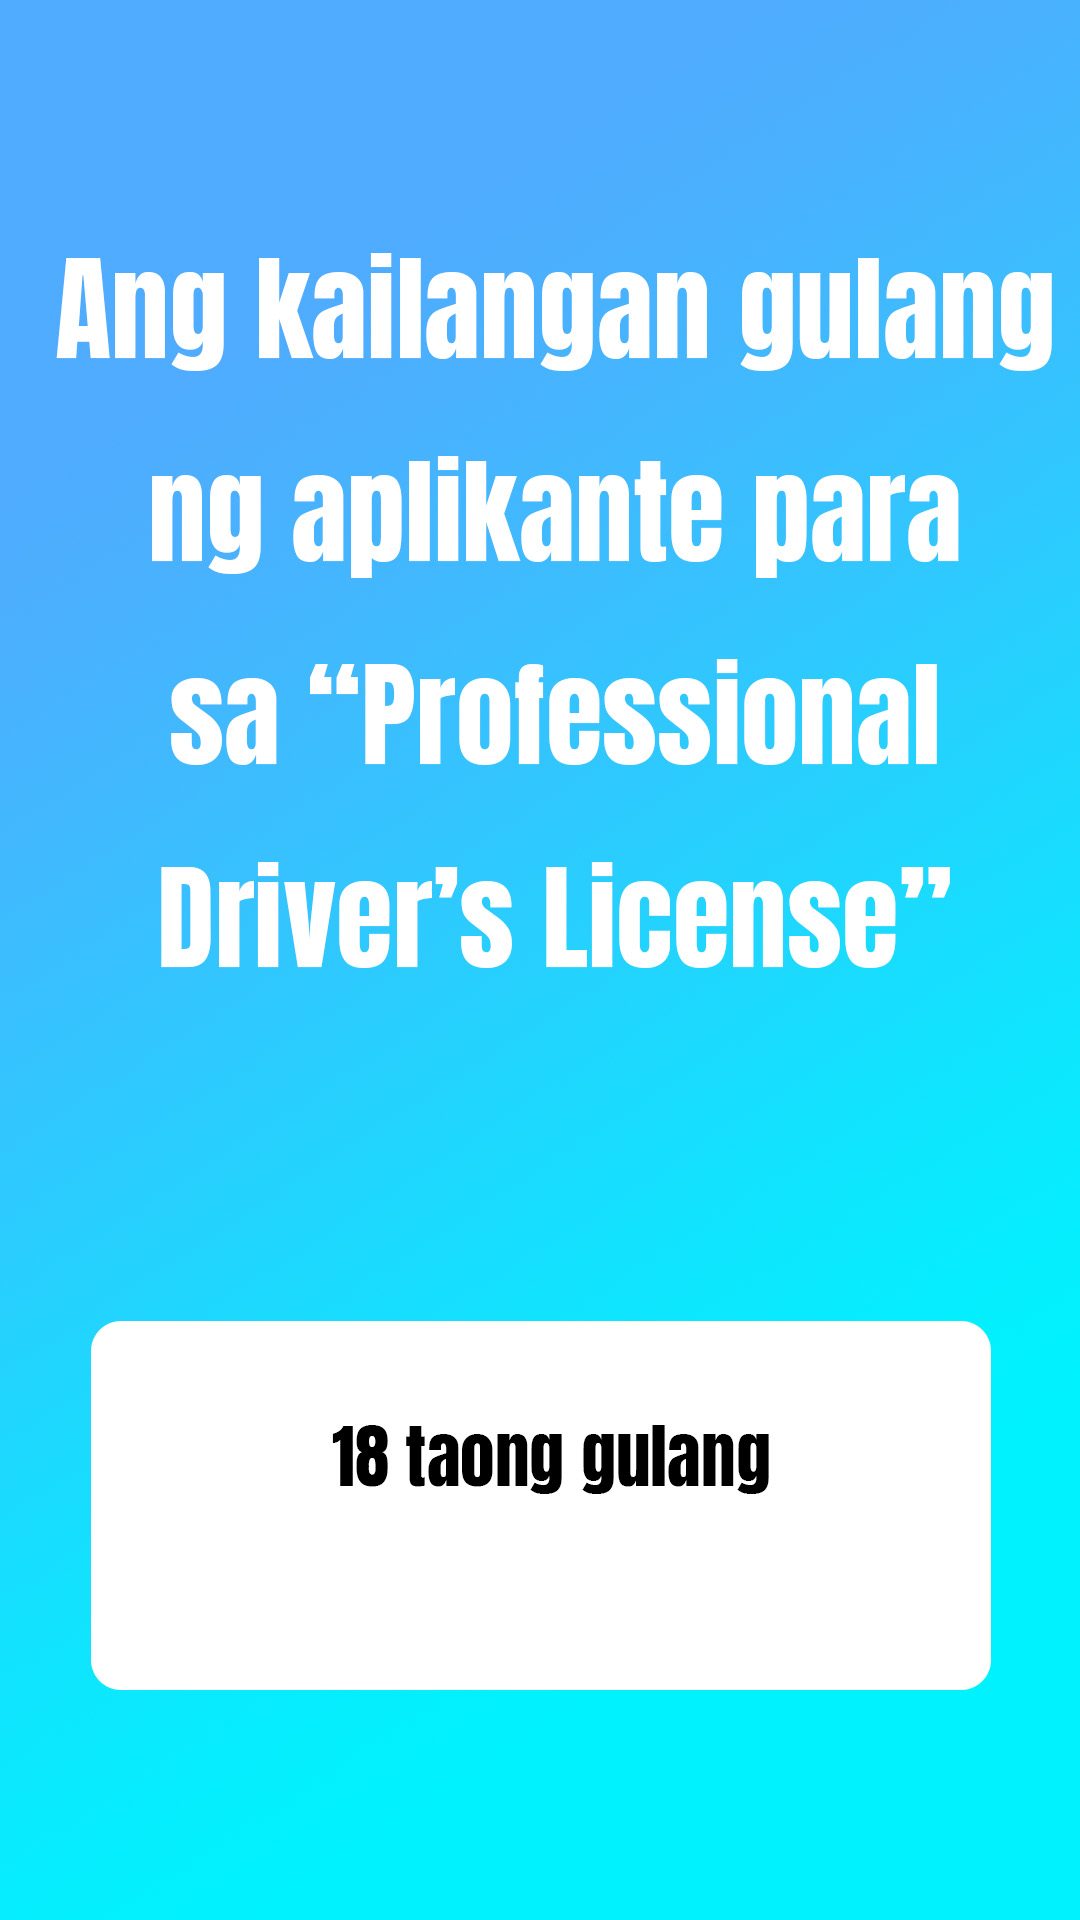 Ang kailangan gulang
ng aplikante para
sa “Professional
Driver’s License”
18 taong gulang